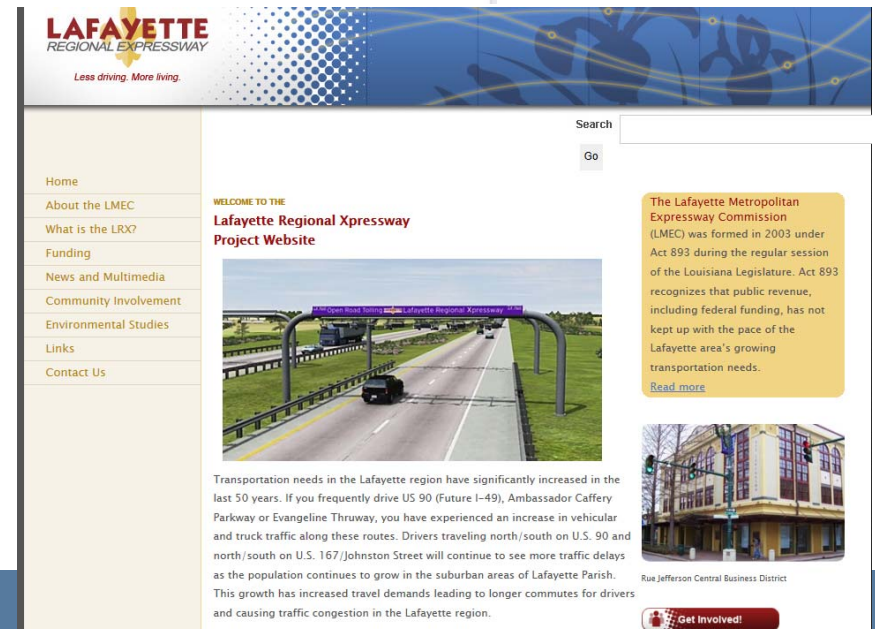 LAFAYETTE
REGIONAL EXPRESSWAY
Less driving. More living.
Search
Go
Home
About the LMEC
What is the LRX?
Funding
News and Multimedia
Community Involvement
Environmental Studies
Links
Contact Us
WELCOME TO THE
Lafayette Regional Xpressway
Project Website
Open Road Tolling Lafayette Regional Xpressway
Transportation needs in the Lafayette region have significantly increased in the
last 50 years. If you frequently drive US 90 (Future I-49), Ambassador Caffery
Parkway or Evangeline Thruway, you have experienced an increase in vehicular
and truck traffic along these routes. Drivers traveling north/south on U.S. 90 and
north/south on U.S. 167/Johnston Street will continue to see more traffic delays
as the population continues to grow in the suburban areas of Lafayette Parish.
This growth has increased travel demands leading to longer commutes for drivers
and causing traffic congestion in the Lafayette region.
The Lafayette Metropolitan
Expressway Commission
(LMEC) was formed in 2003 under
Act 893 during the regular session
of the Louisiana Legislature. Act 893
recognizes that public revenue,
including federal funding, has not
kept up with the pace of the
Lafayette area's growing
transportation needs.
Read more
Rue Jefferson Central Business District
Get Involved!